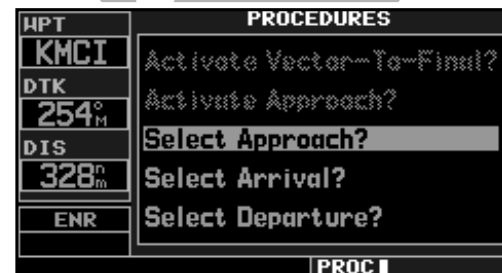 WPT
KMCI
DTK
254°M
DIS
328nm
ENR
PROCEDURES
Activate Vector-To-Final?
Activate Approach?
Select Approach?
Select Arrival?
Select Departure?
PROC